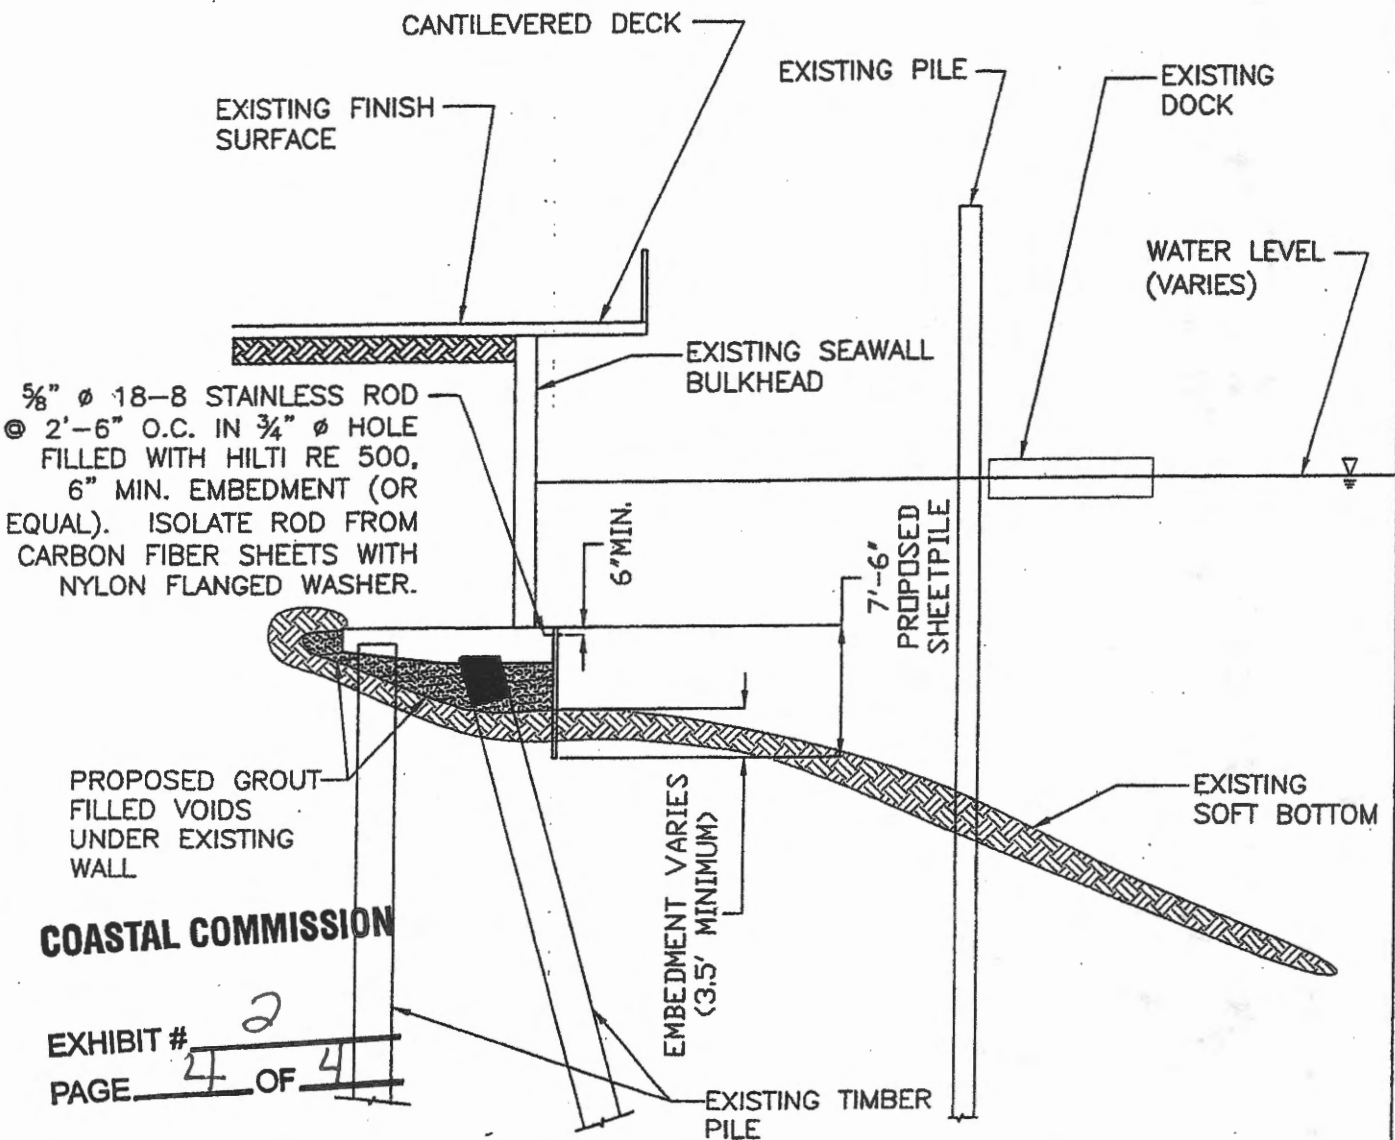 CANTILEVERED DECK
EXISTING PILE
EXISTING
DOCK
EXISTING FINISH
SURFACE
WATER LEVEL
(VARIES)
EXISTING SEAWALL
BULKHEAD
⅝" ø 18-8 STAINLESS ROD
@ 2'-6" O.C. IN ¾" ø HOLE
FILLED WITH HILTI RE 500,
6" MIN. EMBEDMENT (OR
EQUAL). ISOLATE ROD FROM
CARBON FIBER SHEETS WITH
NYLON FLANGED WASHER.
6"MIN.
7'-6"
PROPOSED
SHEETPILE
PROPOSED GROUT
FILLED VOIDS
UNDER EXISTING
WALL
EMBEDMENT VARIES
(3.5' MINIMUM)
EXISTING
SOFT BOTTOM
COASTAL COMMISSION
EXHIBIT # 2
PAGE 4 OF 4
EXISTING TIMBER
PILE